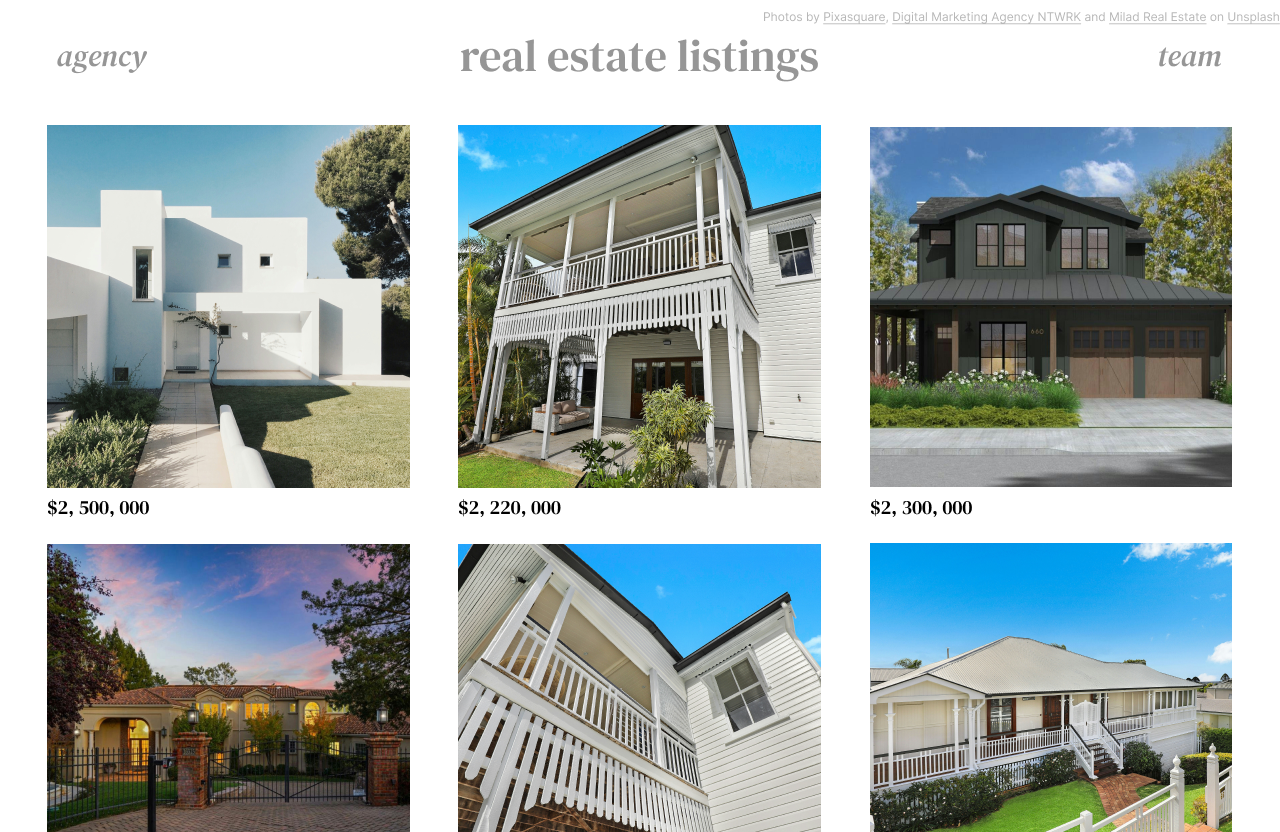 Photos by Pixasquare, Digital Marketing Agency NTWRK and Milad Real Estate on Unsplash
agency
real estate listings
team
660
$2, 500, 000
$2, 220, 000
$2, 300, 000